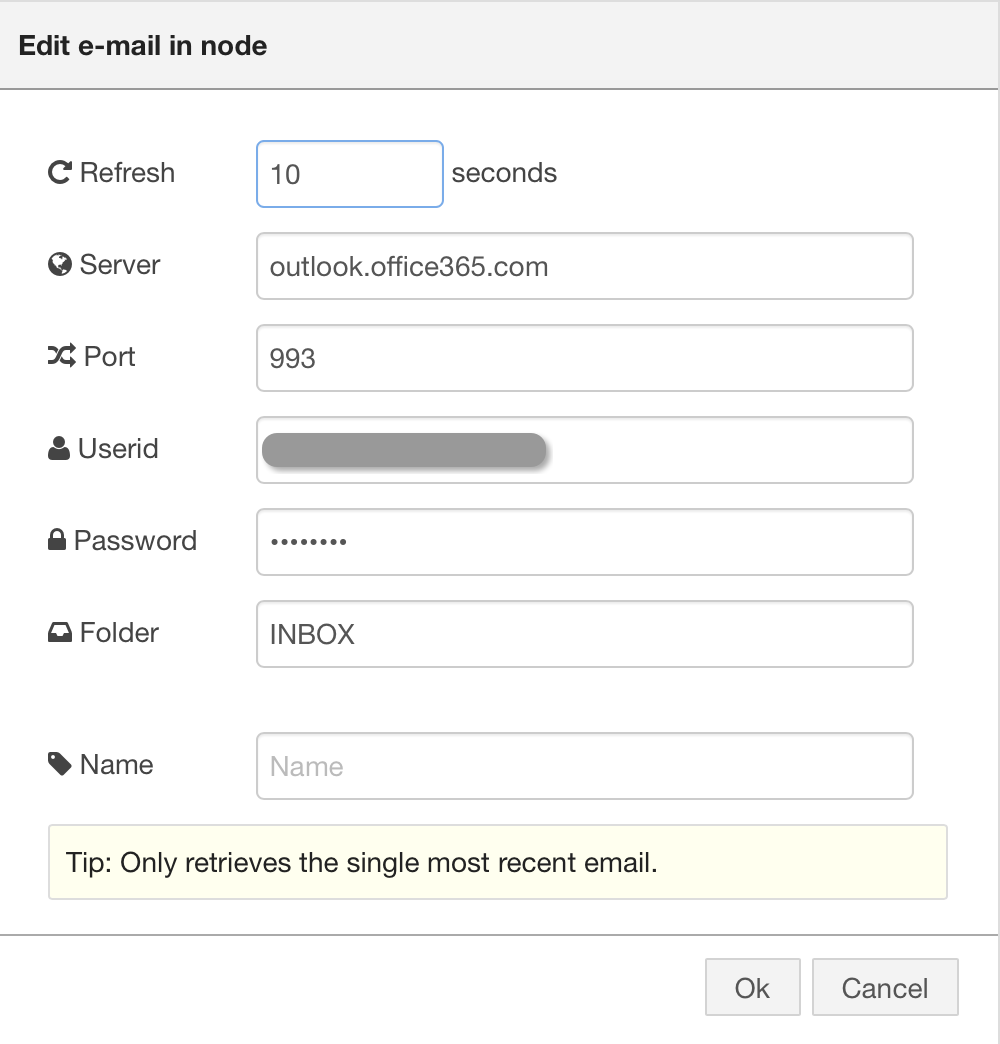 Edit e-mail in node
Refresh 10 seconds
Server outlook.office365.com
Port 993
Userid
Password ••••••••
Folder INBOX
Name Name
Tip: Only retrieves the single most recent email.
Ok Cancel